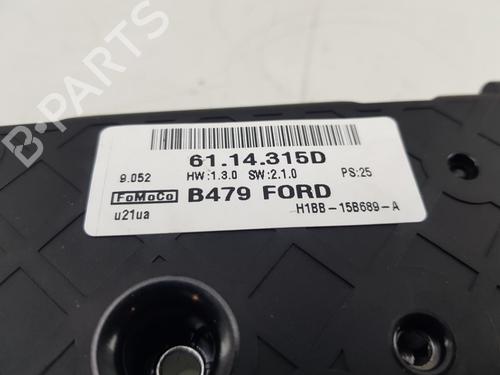 B-PARTS
61.14.315D
9.052 HW:1.3.0 SW:2.1.0 PS:25
FoMoCo B479 FORD
u21ua H1BB-15B689-A